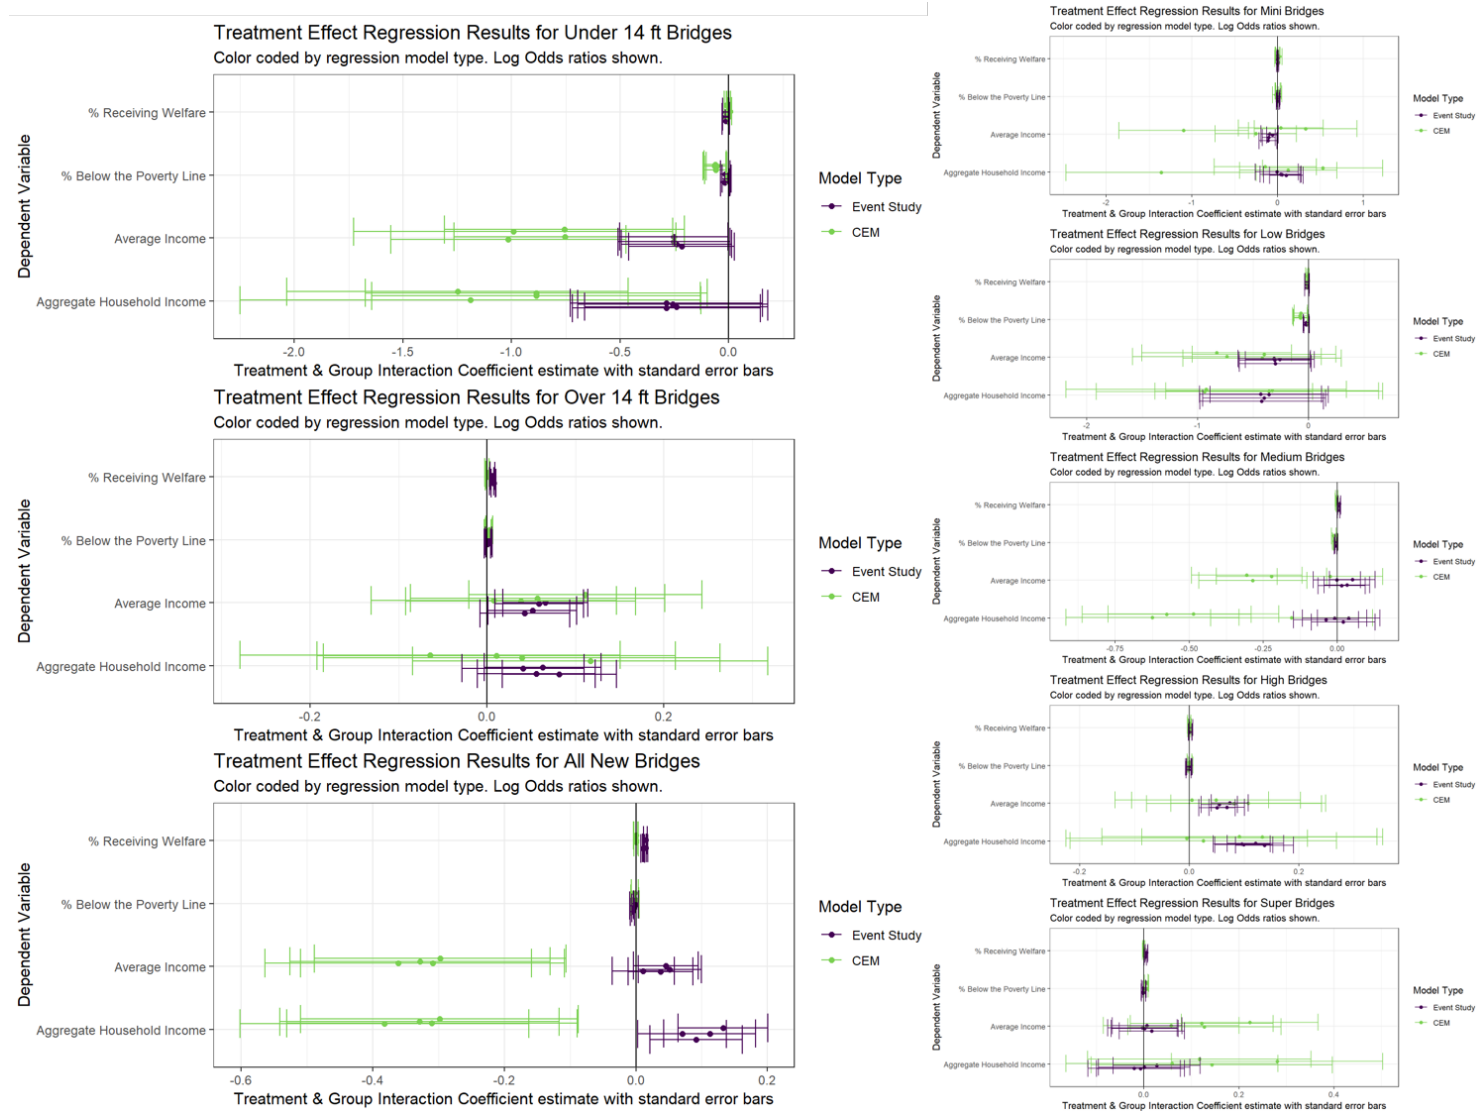 Treatment Effect Regression Results for Under 14 ft Bridges
Color coded by regression model type. Log Odds ratios shown.
Dependent Variable
% Receiving Welfare
% Below the Poverty Line
Average Income
Aggregate Household Income
-2.0 -1.5 -1.0 -0.5 0.0
Treatment & Group Interaction Coefficient estimate with standard error bars
Model Type
Event Study
CEM
Treatment Effect Regression Results for Over 14 ft Bridges
Color coded by regression model type. Log Odds ratios shown.
Dependent Variable
% Receiving Welfare
% Below the Poverty Line
Average Income
Aggregate Household Income
-0.2 0.0 0.2
Treatment & Group Interaction Coefficient estimate with standard error bars
Model Type
Event Study
CEM
Treatment Effect Regression Results for All New Bridges
Color coded by regression model type. Log Odds ratios shown.
Dependent Variable
% Receiving Welfare
% Below the Poverty Line
Average Income
Aggregate Household Income
-0.6 -0.4 -0.2 0.0 0.2
Treatment & Group Interaction Coefficient estimate with standard error bars
Model Type
Event Study
CEM
Treatment Effect Regression Results for Mini Bridges
Color coded by regression model type. Log Odds ratios shown.
Dependent Variable
% Receiving Welfare
% Below the Poverty Line
Average Income
Aggregate Household Income
-2 -1 0 1
Treatment & Group Interaction Coefficient estimate with standard error bars
Model Type
Event Study
CEM
Treatment Effect Regression Results for Low Bridges
Color coded by regression model type. Log Odds ratios shown.
Dependent Variable
% Receiving Welfare
% Below the Poverty Line
Average Income
Aggregate Household Income
-2 -1 0
Treatment & Group Interaction Coefficient estimate with standard error bars
Model Type
Event Study
CEM
Treatment Effect Regression Results for Medium Bridges
Color coded by regression model type. Log Odds ratios shown.
Dependent Variable
% Receiving Welfare
% Below the Poverty Line
Average Income
Aggregate Household Income
-0.75 -0.50 -0.25 0.00
Treatment & Group Interaction Coefficient estimate with standard error bars
Model Type
Event Study
CEM
Treatment Effect Regression Results for High Bridges
Color coded by regression model type. Log Odds ratios shown.
Dependent Variable
% Receiving Welfare
% Below the Poverty Line
Average Income
Aggregate Household Income
-0.2 0.0 0.2
Treatment & Group Interaction Coefficient estimate with standard error bars
Model Type
Event Study
CEM
Treatment Effect Regression Results for Super Bridges
Color coded by regression model type. Log Odds ratios shown.
Dependent Variable
% Receiving Welfare
% Below the Poverty Line
Average Income
Aggregate Household Income
0.0 0.2 0.4
Treatment & Group Interaction Coefficient estimate with standard error bars
Model Type
Event Study
CEM